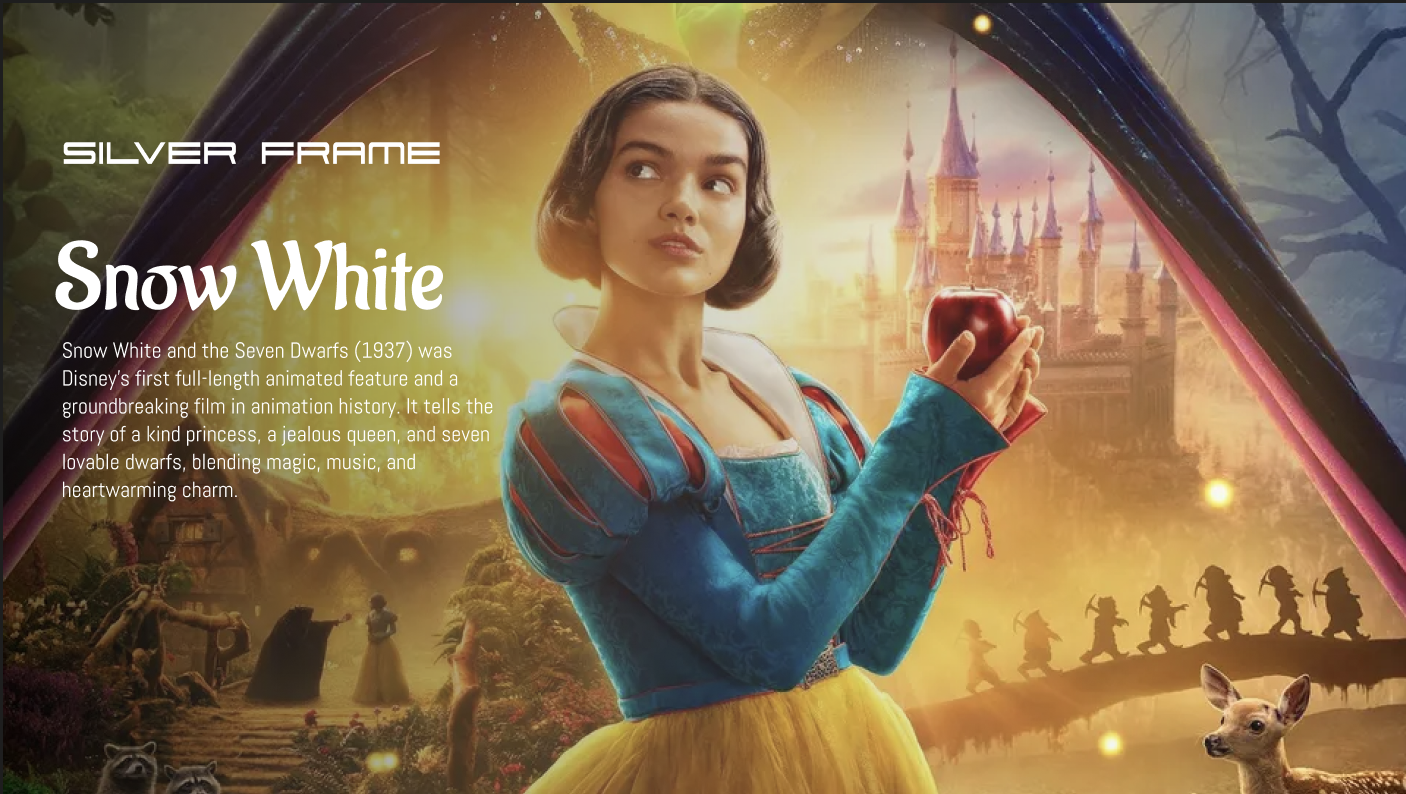 SILVER FRAME
Snow White
Snow White and the Seven Dwarfs (1937) was
Disney's first full-length animated feature and a
groundbreaking film in animation history. It tells the
story of a kind princess, a jealous queen, and seven
lovable dwarfs, blending magic, music, and
heartwarming charm.